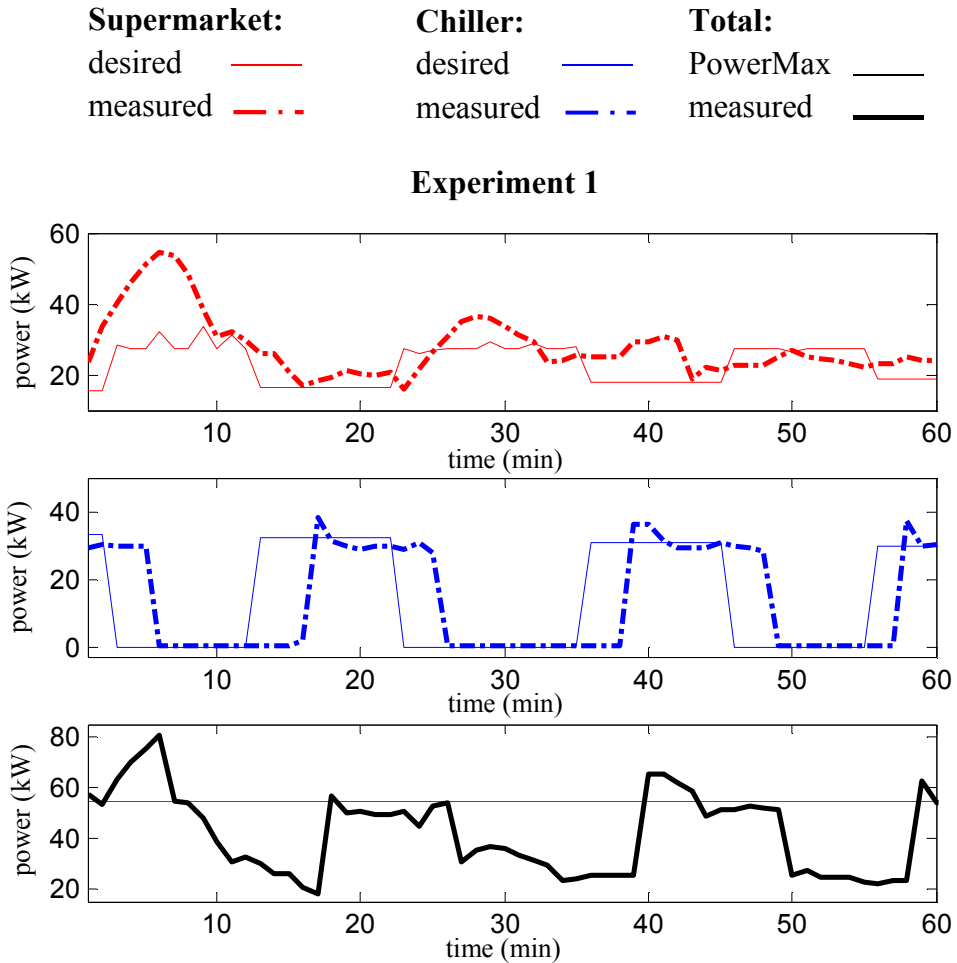 Supermarket: Chiller: Total:
desired desired PowerMax
measured measured measured
Experiment 1
60
40
20
power (kW)
10 20 30 40 50 60
time (min)
40
20
0
power (kW)
10 20 30 40 50 60
time (min)
80
60
40
20
power (kW)
10 20 30 40 50 60
time (min)